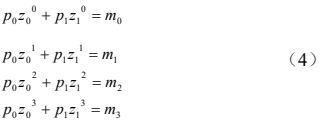 p₀z₀⁰ + p₁z₁⁰ = m₀
p₀z₀¹ + p₁z₁¹ = m₁
（4）
p₀z₀² + p₁z₁² = m₂
p₀z₀³ + p₁z₁³ = m₃